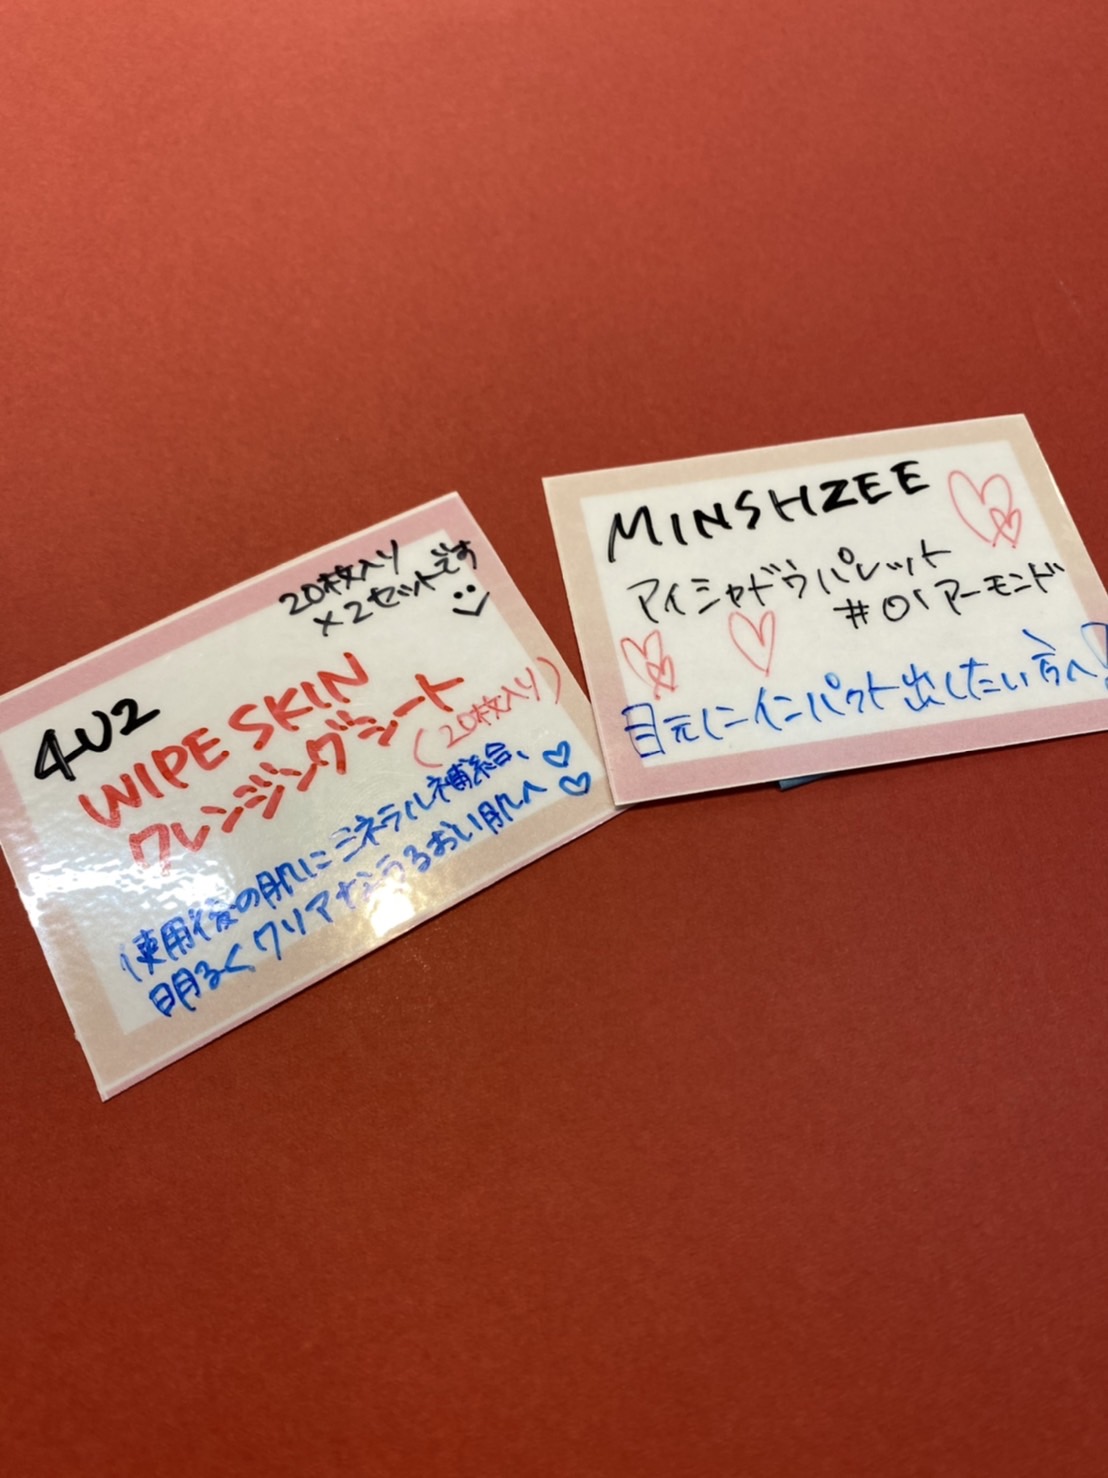 20枚入り
×2セットです
4U2
WIPE SKIN
クレンジングシート
(20枚入り)
使用後の肌にミネラル補給、
明るくクリアなうるおい肌へ♡♡
MINSHZEE
アイシャドウパレット
#01 アーモンド
目元にインパクト出したい方へ!